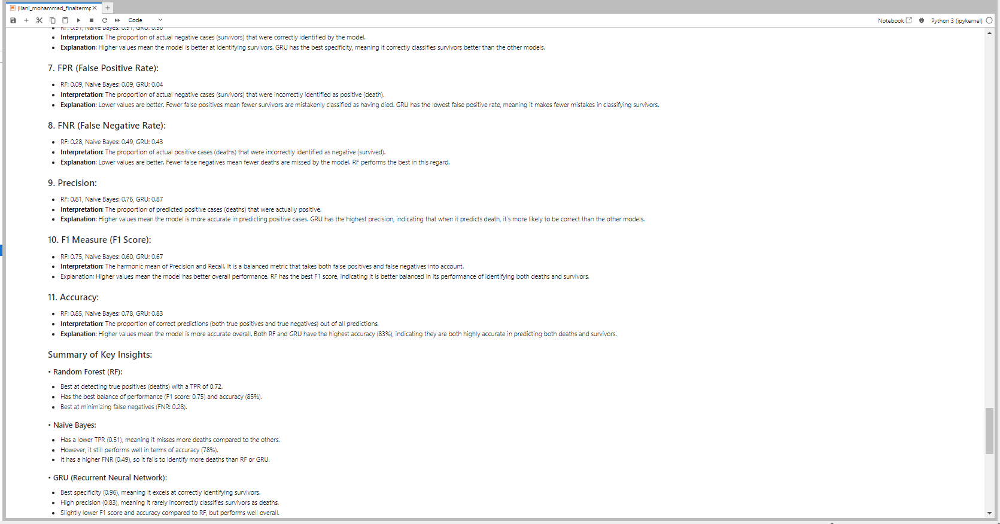 jilani_mohammad_finaltermp
Code
Notebook
Python 3 (ipykernel)
RF: 0.91, Naive Bayes: 0.91, GRU: 0.96
Interpretation: The proportion of actual negative cases (survivors) that were correctly identified by the model.
Explanation: Higher values mean the model is better at identifying survivors. GRU has the best specificity, meaning it correctly classifies survivors better than the other models.
7. FPR (False Positive Rate):
RF: 0.09, Naive Bayes: 0.09, GRU: 0.04
Interpretation: The proportion of actual negative cases (survivors) that were incorrectly identified as positive (death).
Explanation: Lower values are better. Fewer false positives mean fewer survivors are mistakenly classified as having died. GRU has the lowest false positive rate, meaning it makes fewer mistakes in classifying survivors.
8. FNR (False Negative Rate):
RF: 0.28, Naive Bayes: 0.49, GRU: 0.43
Interpretation: The proportion of actual positive cases (deaths) that were incorrectly identified as negative (survived).
Explanation: Lower values are better. Fewer false negatives mean fewer deaths are missed by the model. RF performs the best in this regard.
9. Precision:
RF: 0.81, Naive Bayes: 0.76, GRU: 0.87
Interpretation: The proportion of predicted positive cases (deaths) that were actually positive.
Explanation: Higher values mean the model is more accurate in predicting positive cases. GRU has the highest precision, indicating that when it predicts death, it's more likely to be correct than the other models.
10. F1 Measure (F1 Score):
RF: 0.75, Naive Bayes: 0.60, GRU: 0.67
Interpretation: The harmonic mean of Precision and Recall. It is a balanced metric that takes both false positives and false negatives into account.
Explanation: Higher values mean the model has better overall performance. RF has the best F1 score, indicating it is better balanced in its performance of identifying both deaths and survivors.
11. Accuracy:
RF: 0.85, Naive Bayes: 0.78, GRU: 0.83
Interpretation: The proportion of correct predictions (both true positives and true negatives) out of all predictions.
Explanation: Higher values mean the model is more accurate overall. Both RF and GRU have the highest accuracy (83%), indicating they are both highly accurate in predicting both deaths and survivors.
Summary of Key Insights:
• Random Forest (RF):
Best at detecting true positives (deaths) with a TPR of 0.72.
Has the best balance of performance (F1 score: 0.75) and accuracy (85%).
Best at minimizing false negatives (FNR: 0.28).
• Naive Bayes:
Has a lower TPR (0.51), meaning it misses more deaths compared to the others.
However, it still performs well in terms of accuracy (78%).
It has a higher FNR (0.49), so it fails to identify more deaths than RF or GRU.
• GRU (Recurrent Neural Network):
Best specificity (0.96), meaning it excels at correctly identifying survivors.
High precision (0.83), meaning it rarely incorrectly classifies survivors as deaths.
Slightly lower F1 score and accuracy compared to RF, but performs well overall.